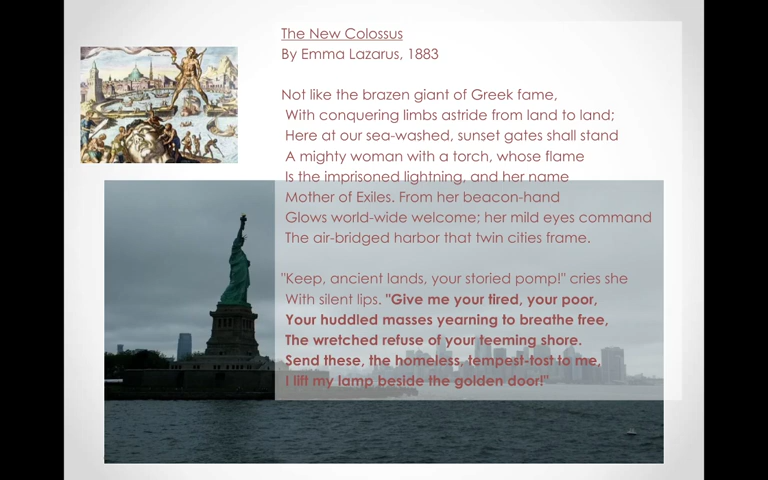 The New Colossus
By Emma Lazarus, 1883
Not like the brazen giant of Greek fame,
With conquering limbs astride from land to land;
Here at our sea-washed, sunset gates shall stand
A mighty woman with a torch, whose flame
Is the imprisoned lightning, and her name
Mother of Exiles. From her beacon-hand
Glows world-wide welcome; her mild eyes command
The air-bridged harbor that twin cities frame.
"Keep, ancient lands, your storied pomp!" cries she
With silent lips. "Give me your tired, your poor,
Your huddled masses yearning to breathe free,
The wretched refuse of your teeming shore.
Send these, the homeless, tempest-tost to me,
I lift my lamp beside the golden door!"